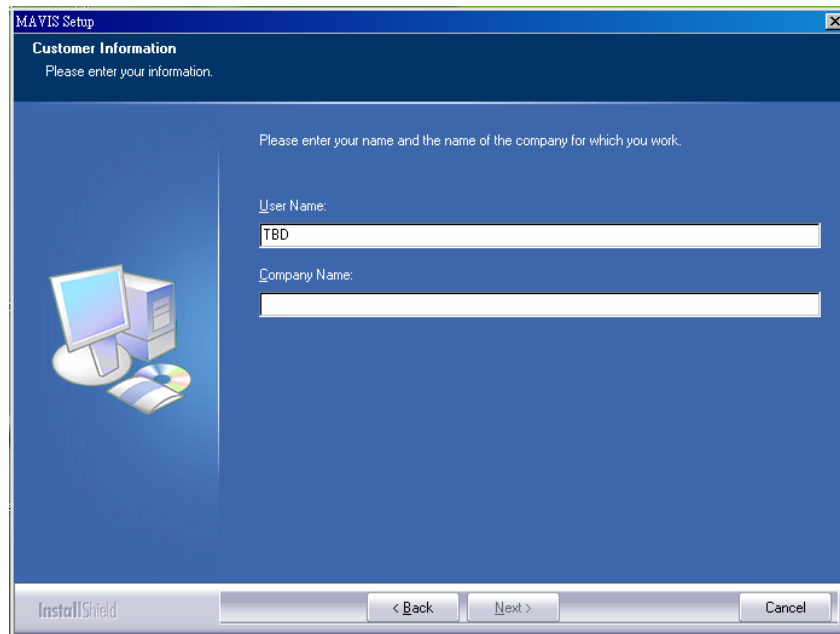 MAVIS Setup
Customer Information
Please enter your information.
Please enter your name and the name of the company for which you work.
User Name:
TBD
Company Name:
InstallShield
< Back
Next >
Cancel